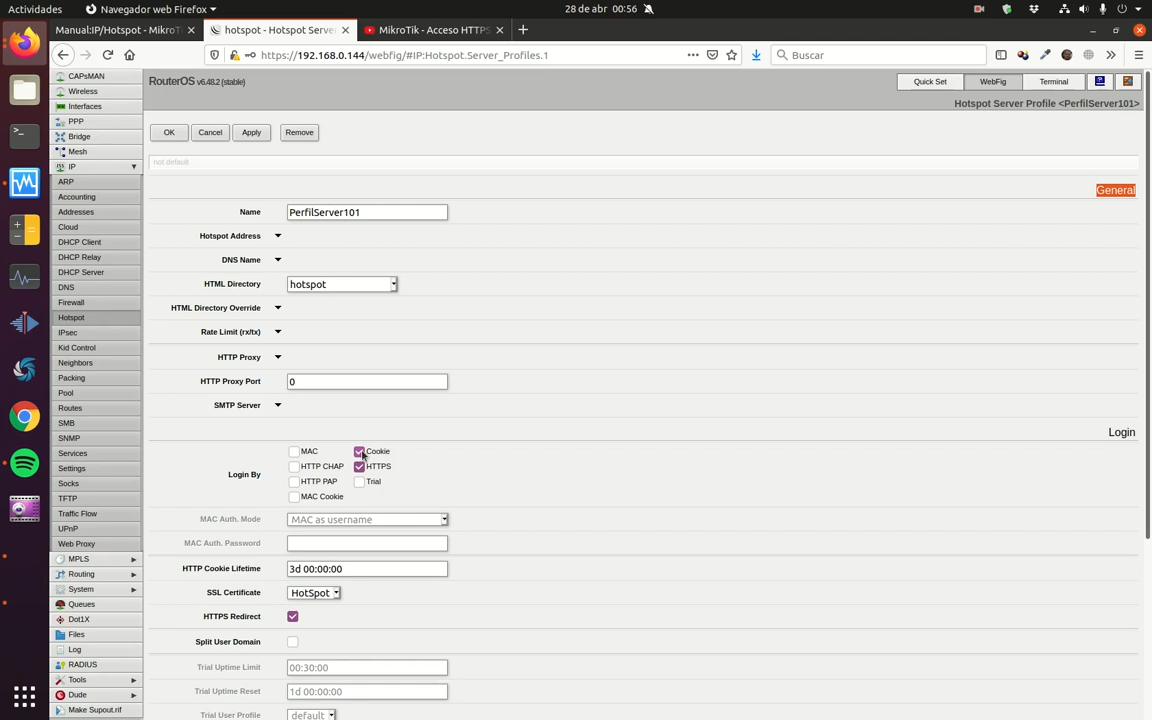 Actividades
Navegador web Firefox
28 de abr 00:56
Manual:IP/Hotspot - MikroT
hotspot - Hotspot Server
MikroTik - Acceso HTTPS
https://192.168.0.144/webfig/#IP:Hotspot.Server_Profiles.1
Buscar
CAPsMAN
Wireless
Interfaces
PPP
Bridge
Mesh
IP
ARP
Accounting
Addresses
Cloud
DHCP Client
DHCP Relay
DHCP Server
DNS
Firewall
Hotspot
IPsec
Kid Control
Neighbors
Packing
Pool
Routes
SMB
SNMP
Services
Settings
Socks
TFTP
Traffic Flow
UPnP
Web Proxy
MPLS
Routing
System
Queues
Dot1X
Files
Log
RADIUS
Tools
Dude
Make Supout.rif
RouterOS v6.48.2 (stable)
Quick Set
WebFig
Terminal
Hotspot Server Profile <PerfilServer101>
OK
Cancel
Apply
Remove
not default
General
Name PerfilServer101
Hotspot Address
DNS Name
HTML Directory hotspot
HTML Directory Override
Rate Limit (rx/tx)
HTTP Proxy
HTTP Proxy Port 0
SMTP Server
Login
Login By
MAC Cookie
HTTP CHAP HTTPS
HTTP PAP Trial
MAC Cookie
MAC Auth. Mode MAC as username
MAC Auth. Password
HTTP Cookie Lifetime 3d 00:00:00
SSL Certificate HotSpot
HTTPS Redirect
Split User Domain
Trial Uptime Limit 00:30:00
Trial Uptime Reset 1d 00:00:00
Trial User Profile default